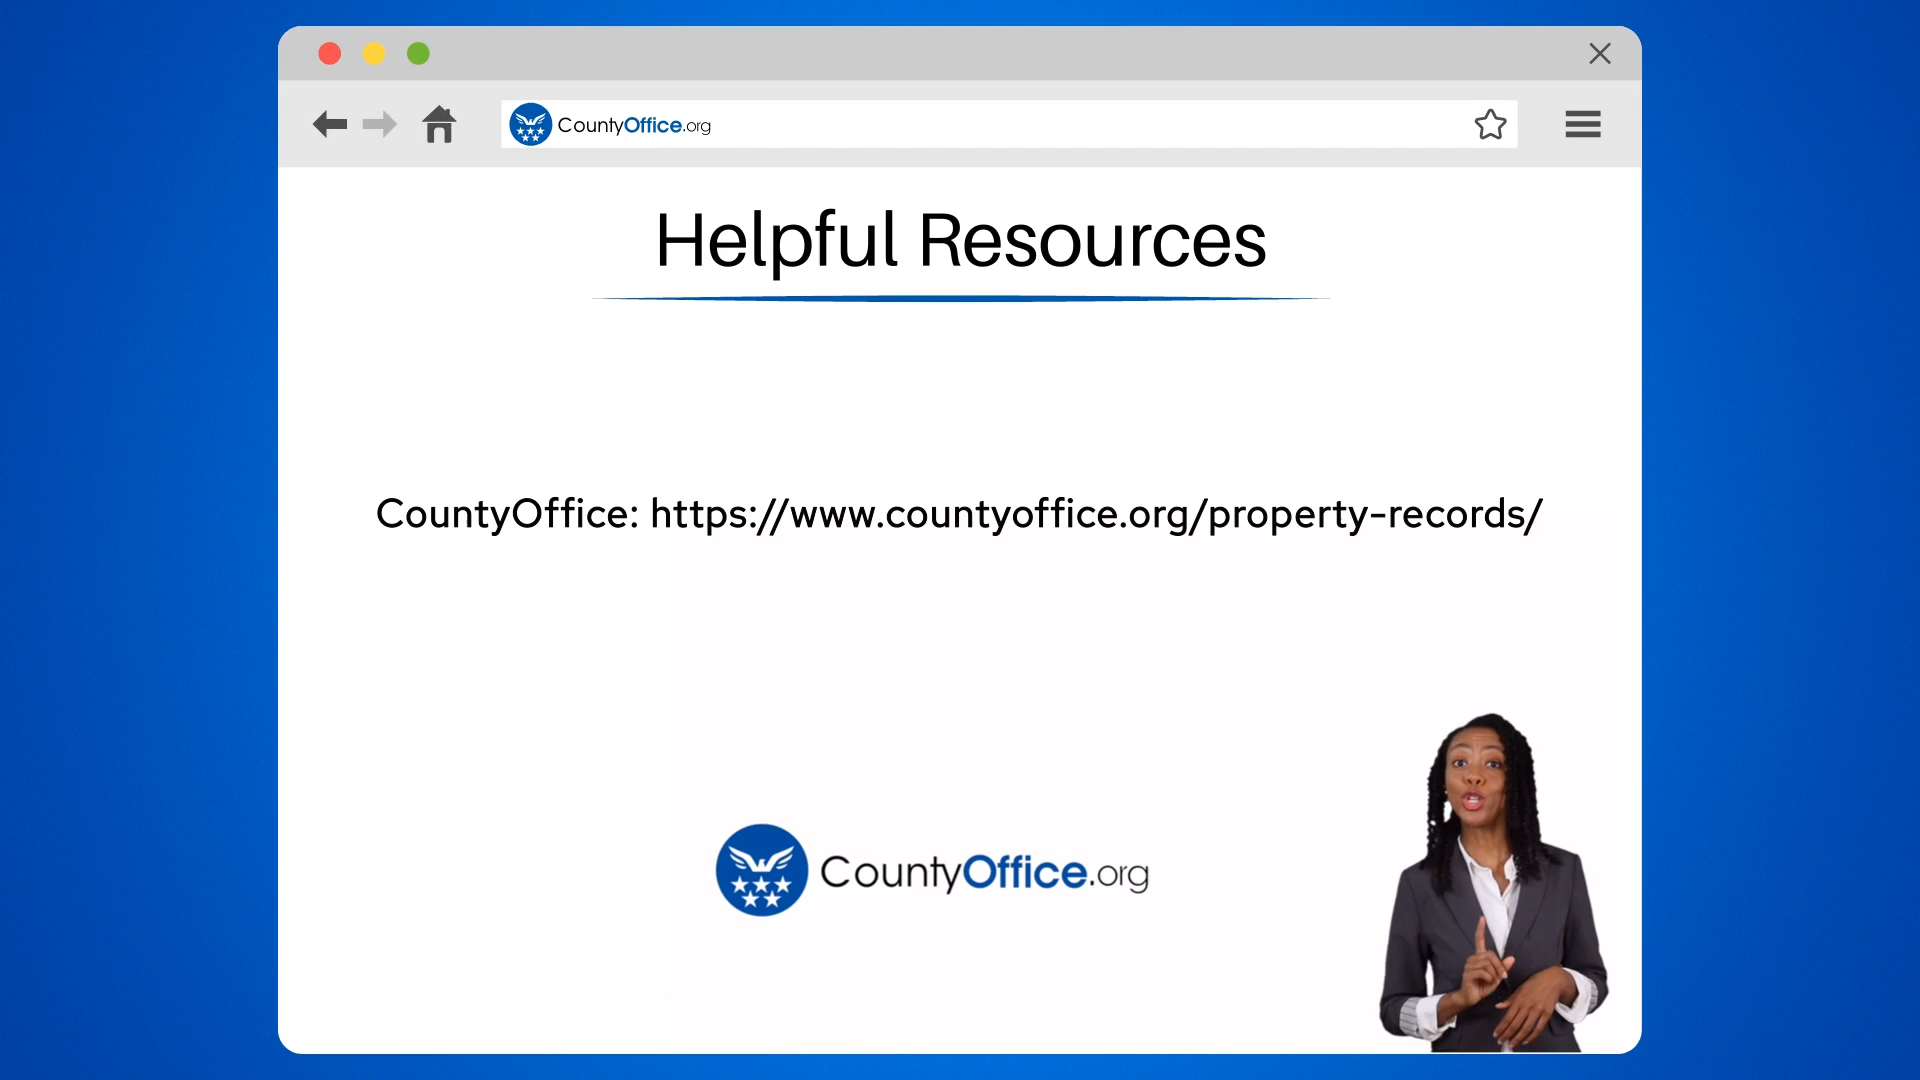 CountyOffice.org
Helpful Resources
CountyOffice: https://www.countyoffice.org/property-records/
CountyOffice.org